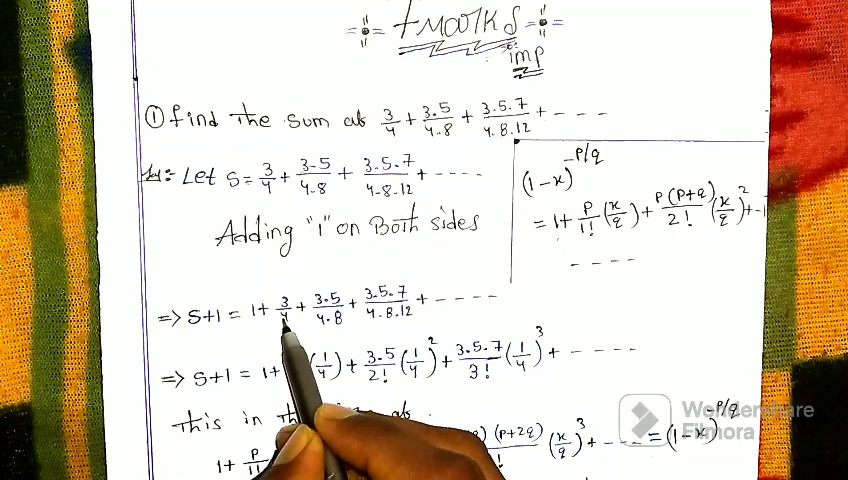 7 marks
imp
① find the sum of 3/4 + 3·5/4·8 + 3·5·7/4·8·12 + ----
Sol:- Let S = 3/4 + 3·5/4·8 + 3·5·7/4·8·12 + ----
Adding "1" on Both sides
(1-x)^-p/q
= 1 + p/1! (x/q) + p(p+q)/2! (x/q)^2 + --
----
=> S+1 = 1 + 3/4 + 3·5/4·8 + 3·5·7/4·8·12 + ----
=> S+1 = 1 + (1/4) + 3·5/2! (1/4)^2 + 3·5·7/3! (1/4)^3 + ----
This in the
1 + p/1! (p+2q) (x/q)^3 + ---- = (1-x)^-p/q
Wondershare
Filmora